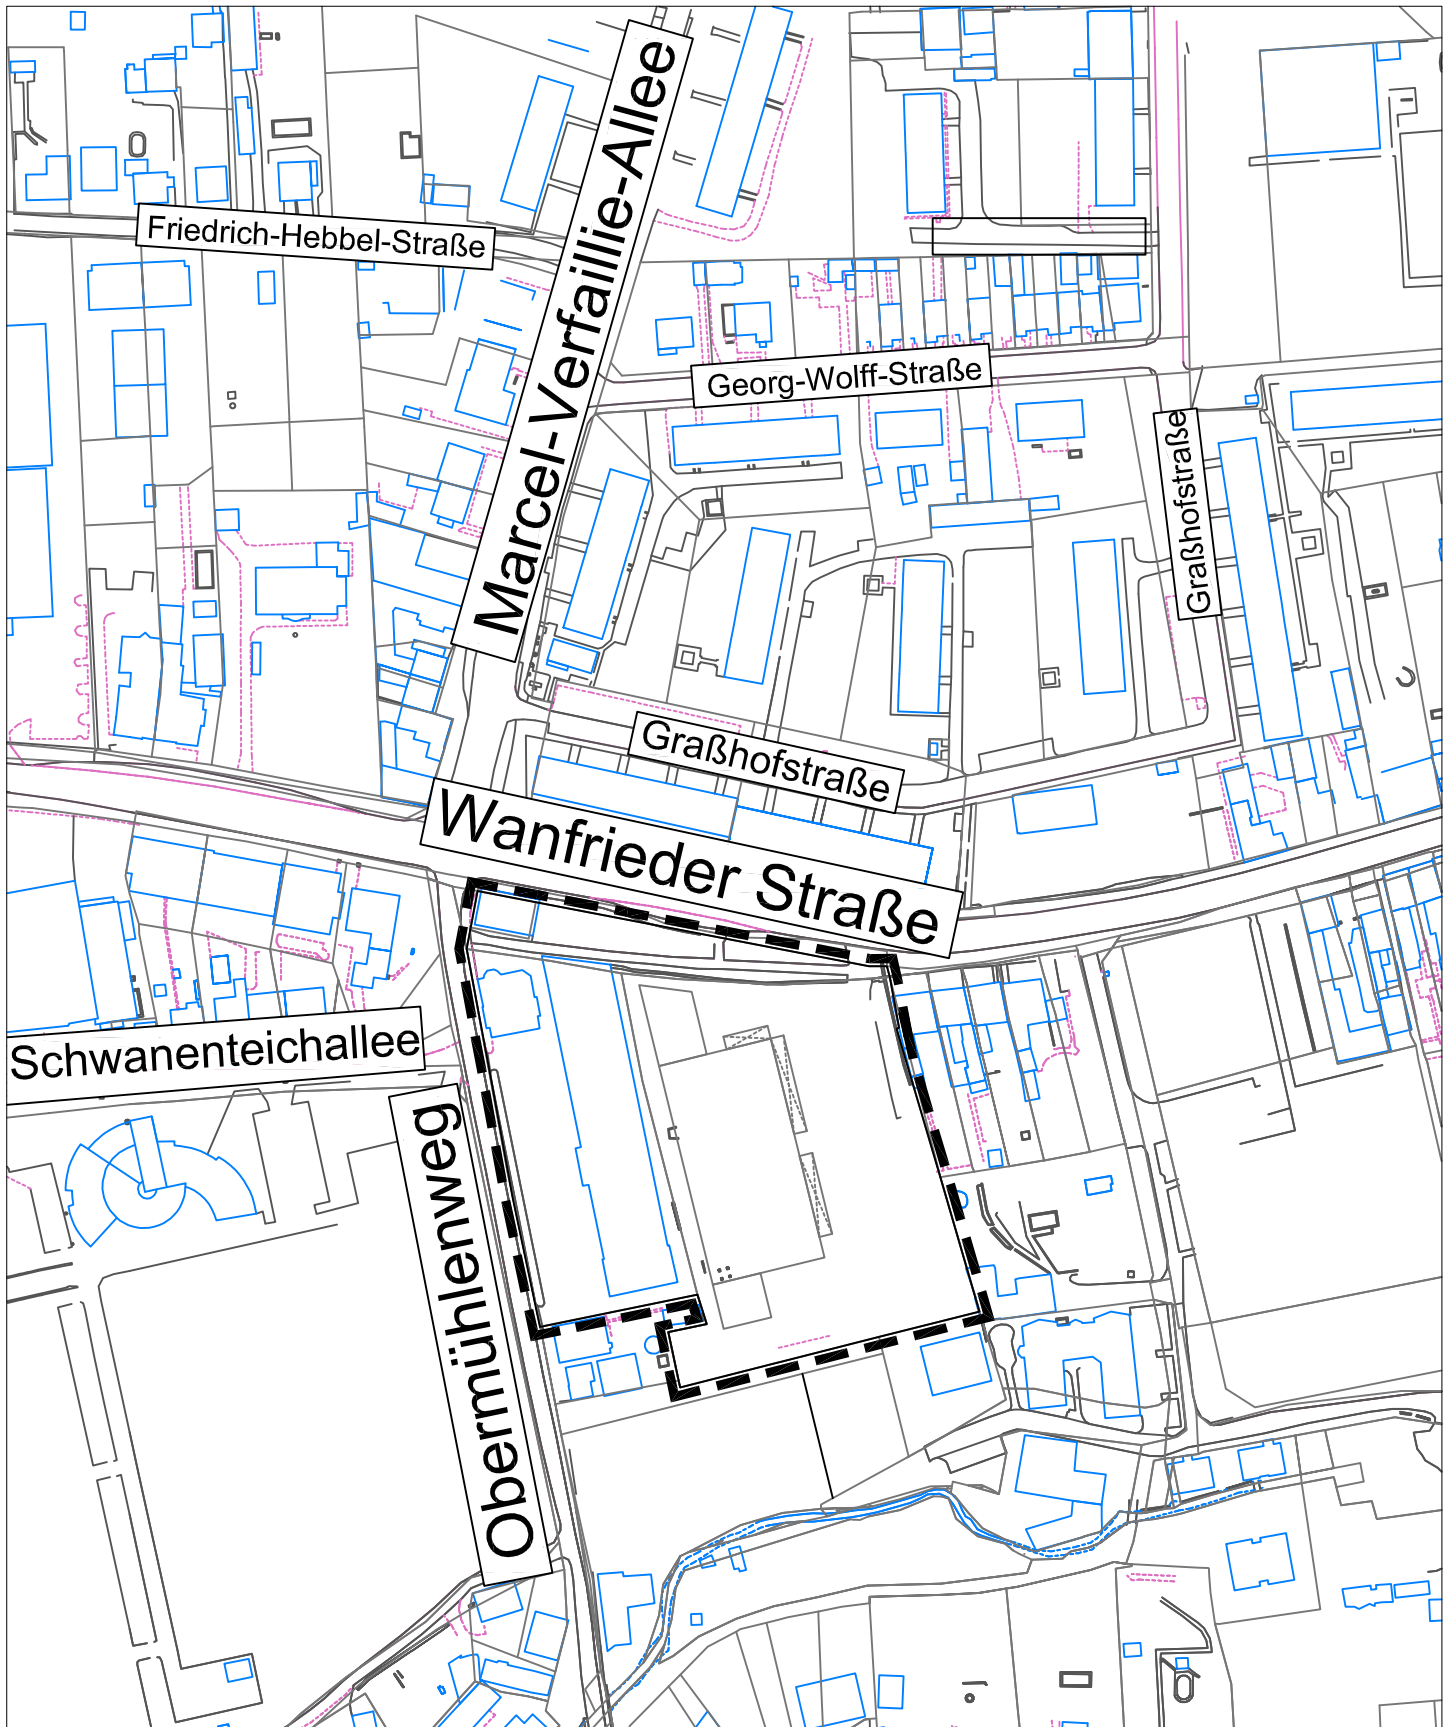 Marcel-Verfaillie-Allee
Friedrich-Hebbel-Straße
Georg-Wolff-Straße
Graßhofstraße
Graßhofstraße
Wanfrieder Straße
Schwanenteichallee
Obermühlenweg